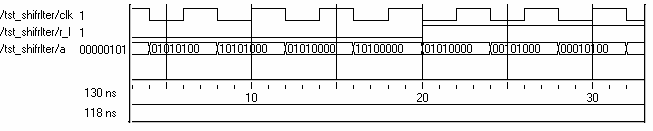 /tst_shifrlter/clk 1
/tst_shifrlter/r_l 1
/tst_shifrlter/a 00000101 01010100 10101000 01010000 10100000 01010000 00101000 00010100
130 ns 10 20 30
118 ns